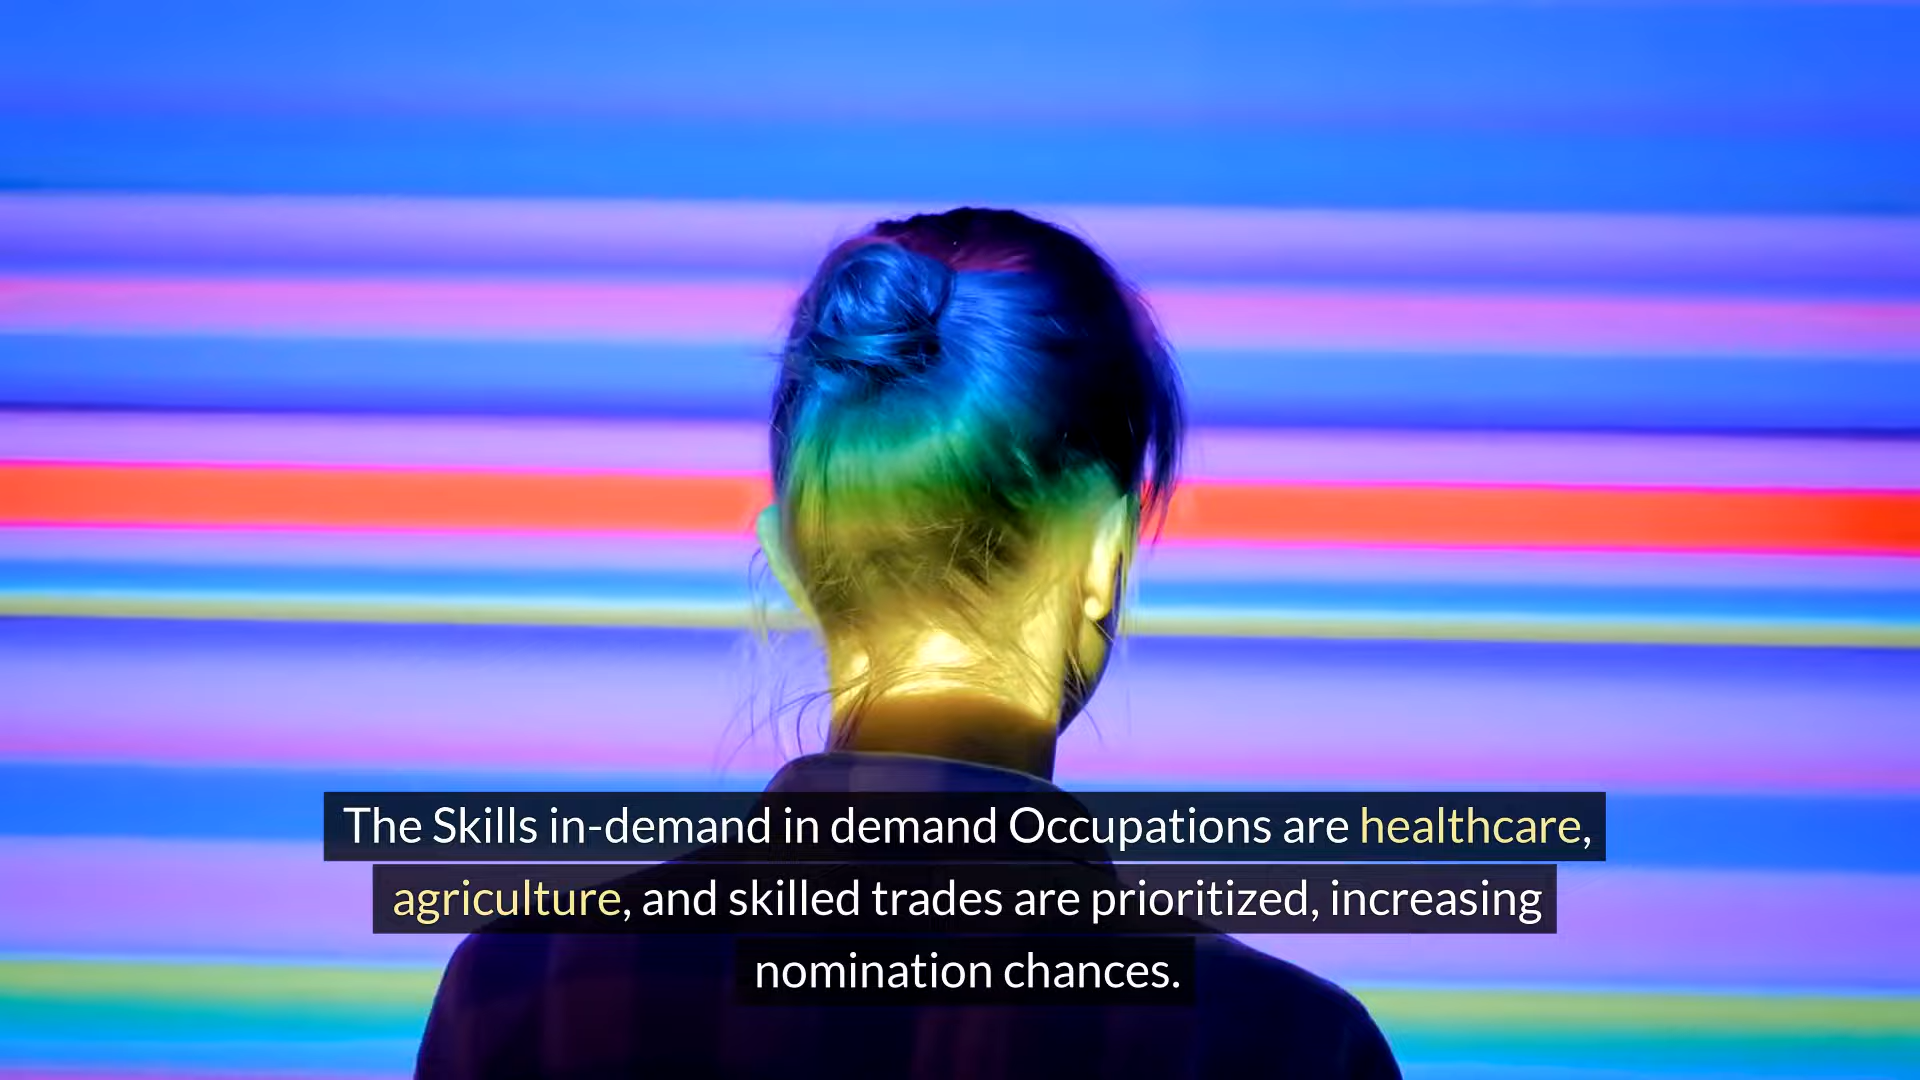 The Skills in-demand in demand Occupations are healthcare,
agriculture, and skilled trades are prioritized, increasing
nomination chances.